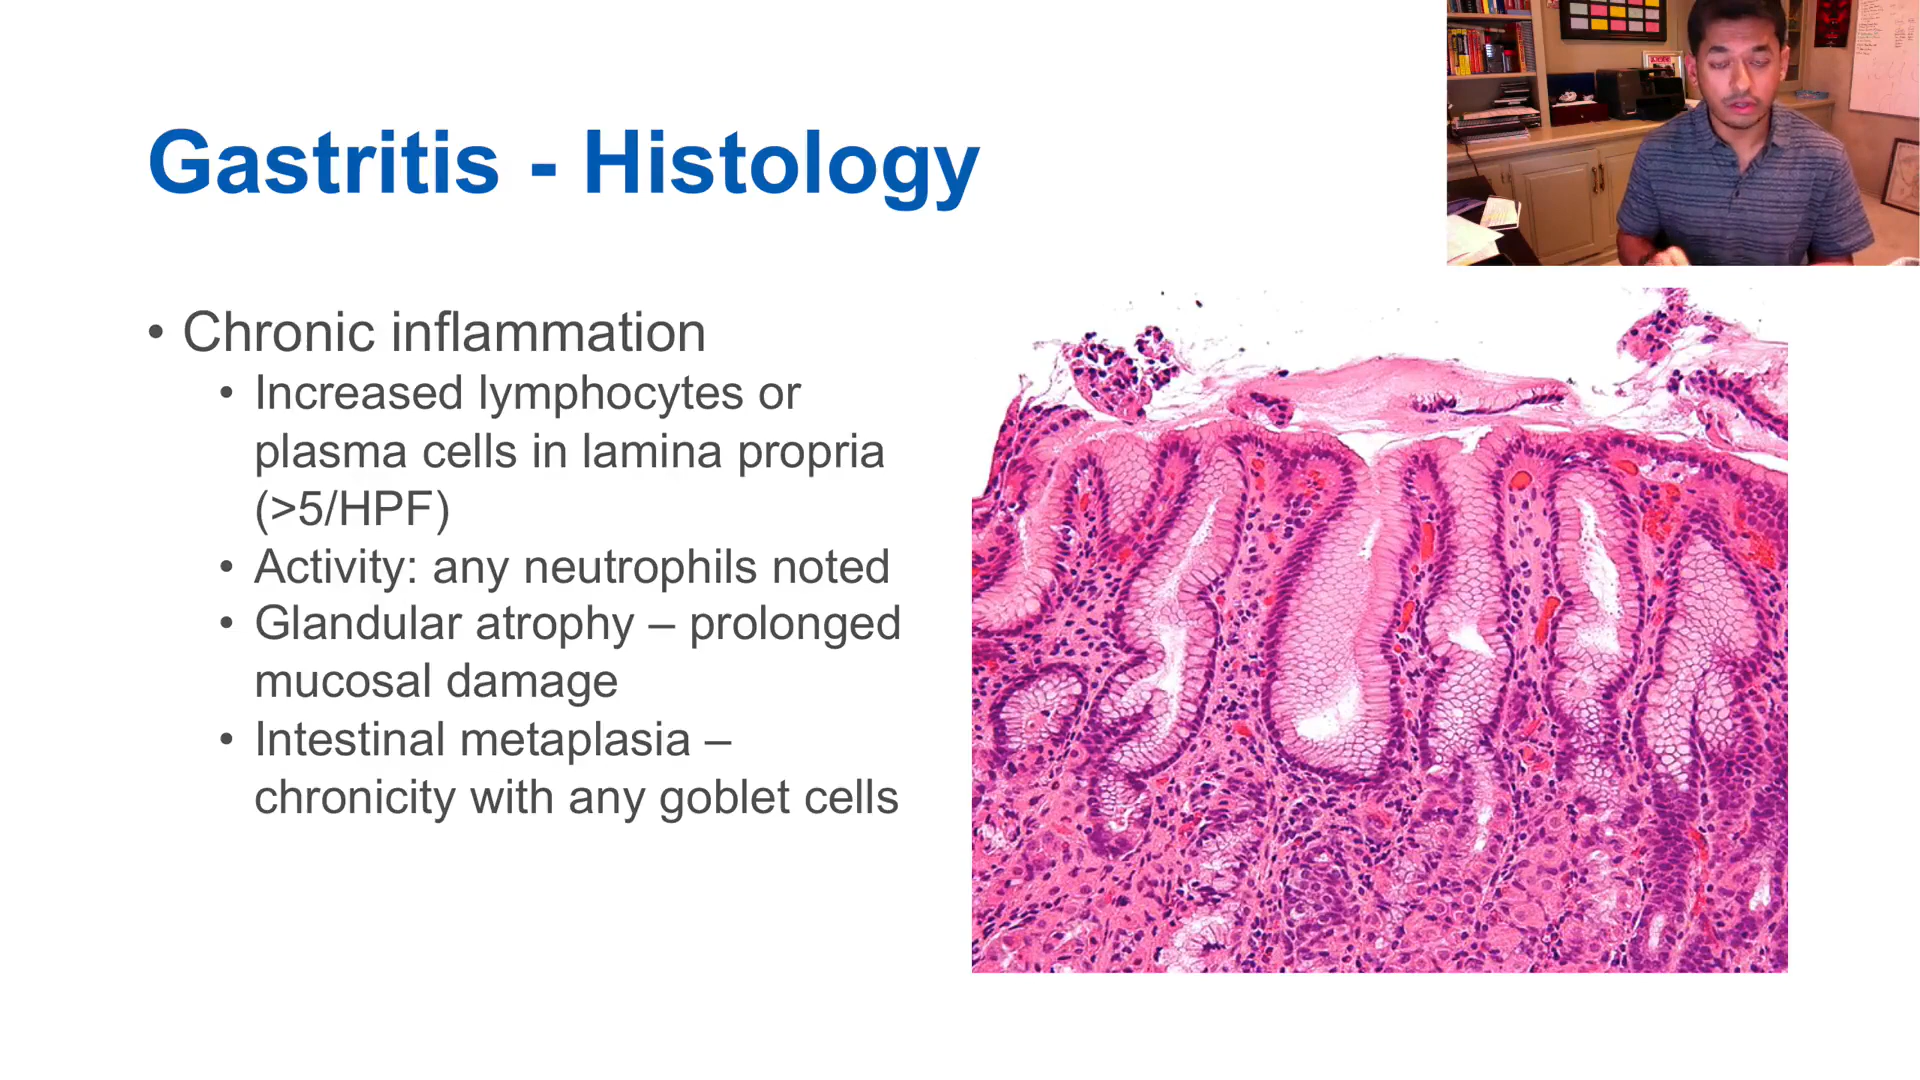 Gastritis - Histology
• Chronic inflammation
• Increased lymphocytes or
plasma cells in lamina propria
(>5/HPF)
• Activity: any neutrophils noted
• Glandular atrophy – prolonged
mucosal damage
• Intestinal metaplasia –
chronicity with any goblet cells